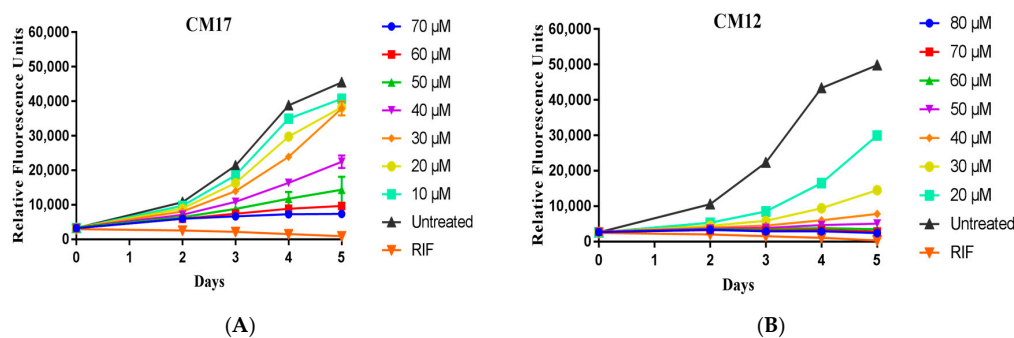 CM17
Relative Fluorescence Units
60,000
50,000
40,000
30,000
20,000
10,000
0
0 1 2 3 4 5
Days
70 μM
60 μM
50 μM
40 μM
30 μM
20 μM
10 μM
Untreated
RIF
(A)
CM12
Relative Fluorescence Units
60,000
50,000
40,000
30,000
20,000
10,000
0
0 1 2 3 4 5
Days
80 μM
70 μM
60 μM
50 μM
40 μM
30 μM
20 μM
Untreated
RIF
(B)